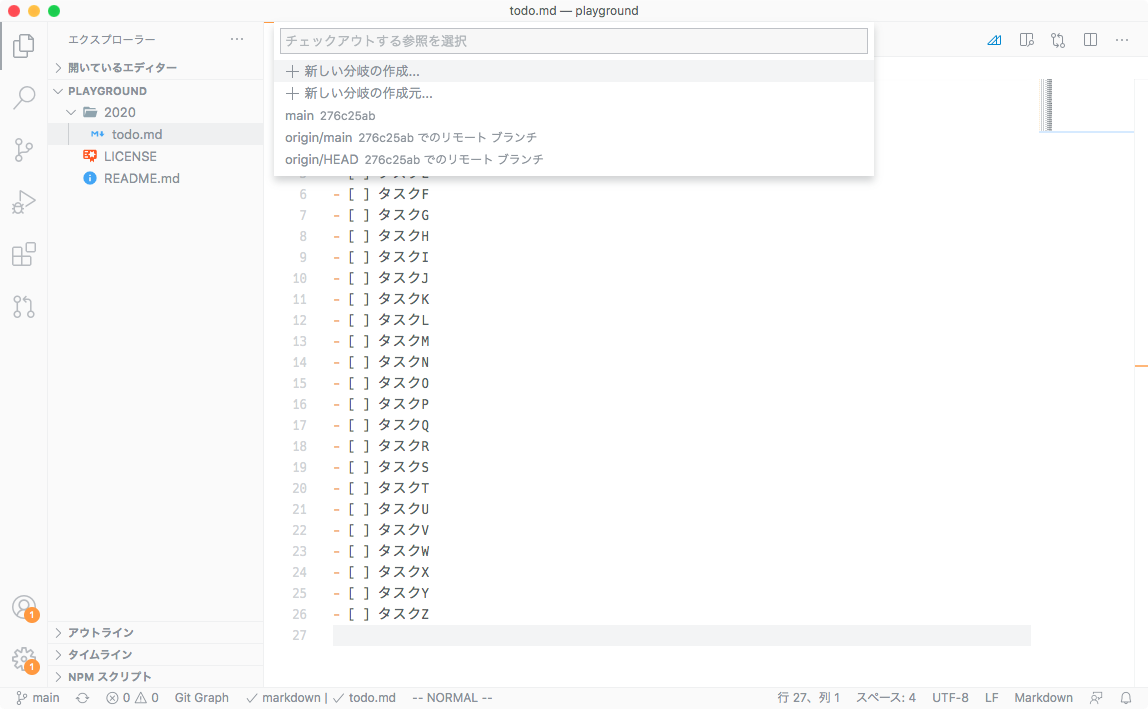 todo.md — playground
エクスプローラー
開いているエディター
PLAYGROUND
2020
todo.md
LICENSE
README.md
アウトライン
タイムライン
NPM スクリプト
チェックアウトする参照を選択
新しい分岐の作成...
新しい分岐の作成元...
main 276c25ab
origin/main 276c25ab でのリモート ブランチ
origin/HEAD 276c25ab でのリモート ブランチ
6 - [ ] タスクF
7 - [ ] タスクG
8 - [ ] タスクH
9 - [ ] タスクI
10 - [ ] タスクJ
11 - [ ] タスクK
12 - [ ] タスクL
13 - [ ] タスクM
14 - [ ] タスクN
15 - [ ] タスクO
16 - [ ] タスクP
17 - [ ] タスクQ
18 - [ ] タスクR
19 - [ ] タスクS
20 - [ ] タスクT
21 - [ ] タスクU
22 - [ ] タスクV
23 - [ ] タスクW
24 - [ ] タスクX
25 - [ ] タスクY
26 - [ ] タスクZ
27
1
1
main 0 0 Git Graph ✓ markdown | ✓ todo.md -- NORMAL -- 行 27、列 1 スペース: 4 UTF-8 LF Markdown